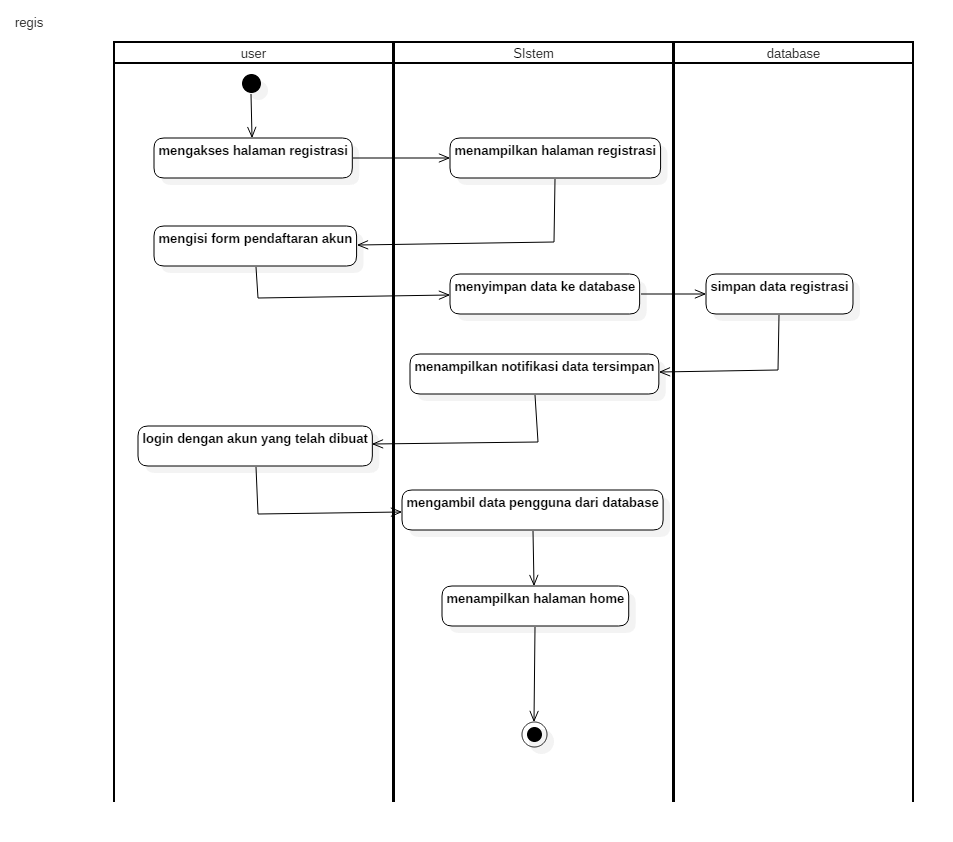 regis
user
SIstem
database
mengakses halaman registrasi
menampilkan halaman registrasi
mengisi form pendaftaran akun
menyimpan data ke database
simpan data registrasi
menampilkan notifikasi data tersimpan
login dengan akun yang telah dibuat
mengambil data pengguna dari database
menampilkan halaman home